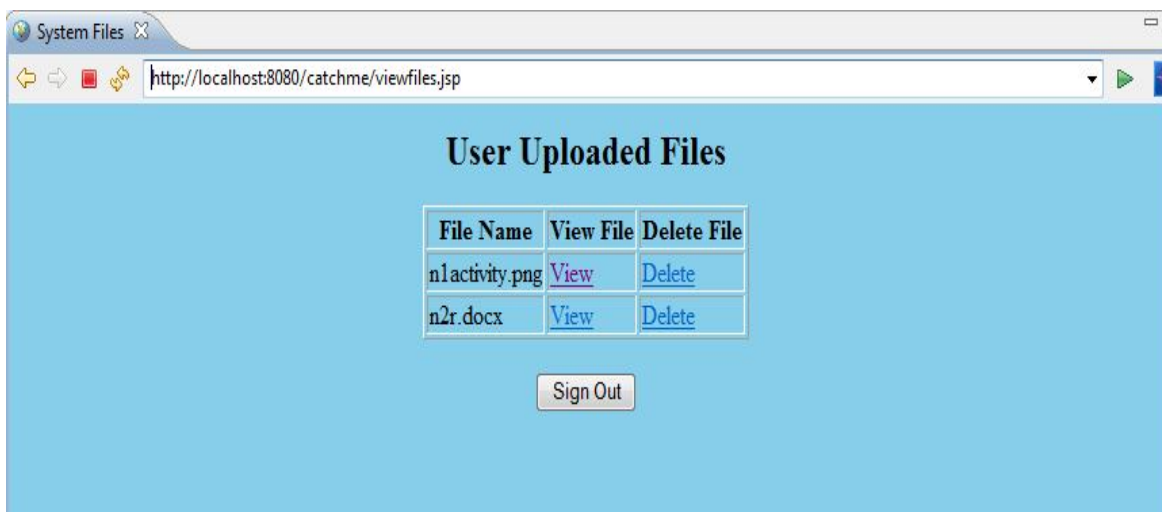 System Files
http://localhost:8080/catchme/viewfiles.jsp
User Uploaded Files
File Name View File Delete File
n1activity.png View Delete
n2r.docx View Delete
Sign Out